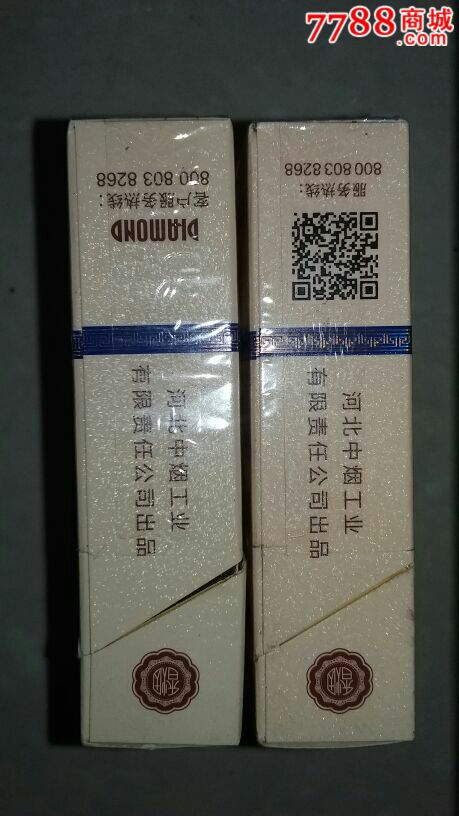 7788商城
.com
客户服务热线：
800 803 8268
DIAMOND
河北中烟工业
有限责任公司出品
服务热线：
800 803 8268
河北中烟工业
有限责任公司出品